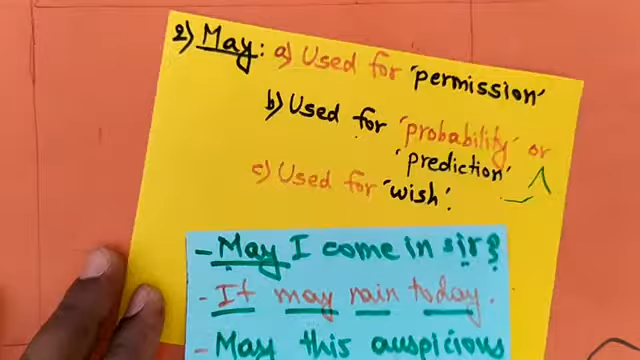 2) May: a) Used for 'permission'
b) Used for 'probability' or
'prediction'
c) Used for 'wish'.
- May I come in sir?
- It may rain today.
- May this auspicious